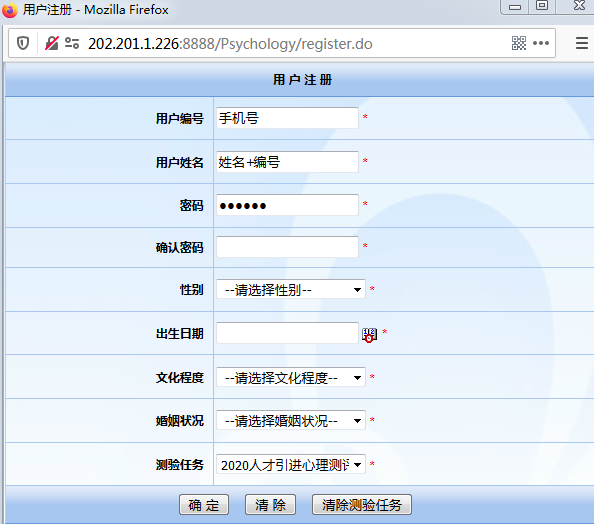 用户注册 - Mozilla Firefox
202.201.1.226:8888/Psychology/register.do
用 户 注 册
用户编号 手机号 *
用户姓名 姓名+编号 *
密码 ●●●●●● *
确认密码 *
性别 --请选择性别-- *
出生日期 *
文化程度 --请选择文化程度-- *
婚姻状况 --请选择婚姻状况-- *
测验任务 2020人才引进心理测 *
确 定 清 除 清除测验任务